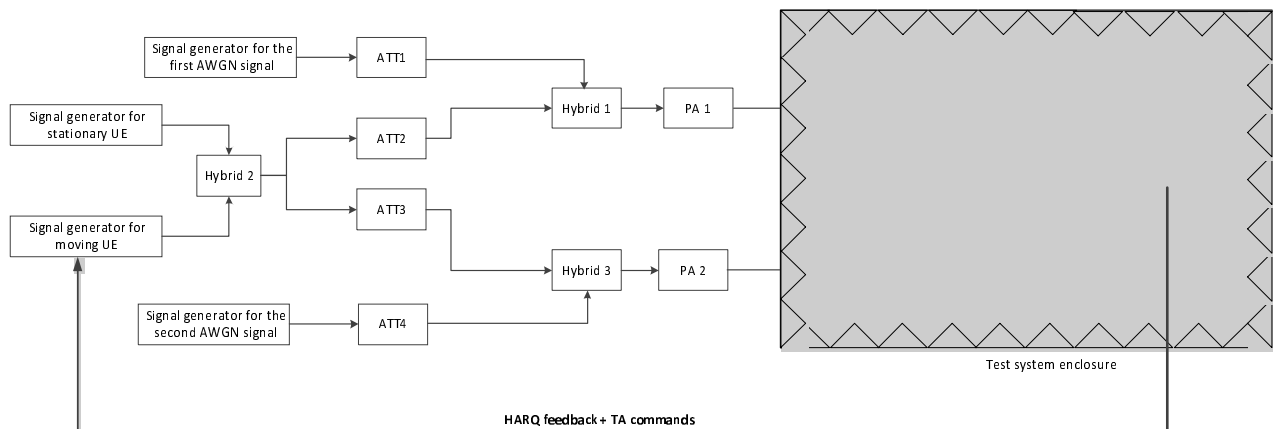 Signal generator for the
first AWGN signal
ATT1
Signal generator for
stationary UE
Hybrid 1
PA 1
ATT2
Hybrid 2
ATT3
Signal generator for
moving UE
Hybrid 3
PA 2
Signal generator for the
second AWGN signal
ATT4
Test system enclosure
HARQ feedback + TA commands